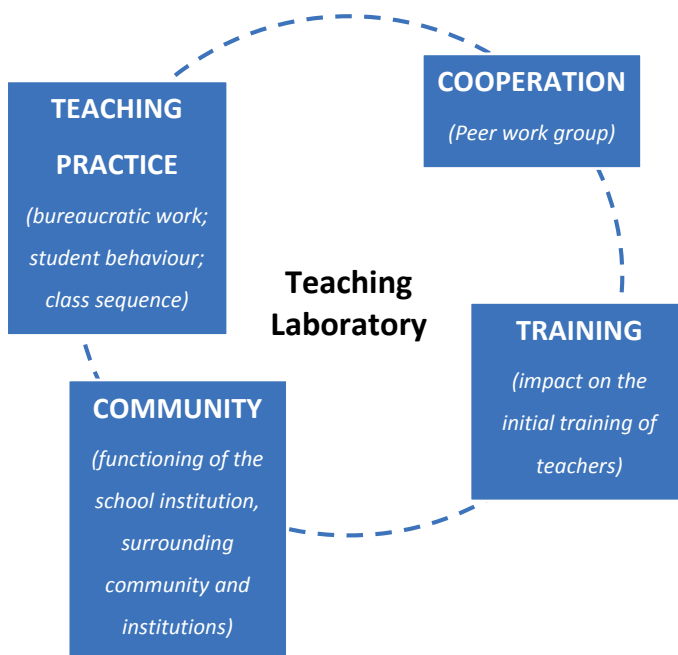 TEACHING
PRACTICE
(bureaucratic work;
student behaviour;
class sequence)
COOPERATION
(Peer work group)
Teaching
Laboratory
TRAINING
(impact on the
initial training of
teachers)
COMMUNITY
(functioning of the
school institution,
surrounding
community and
institutions)